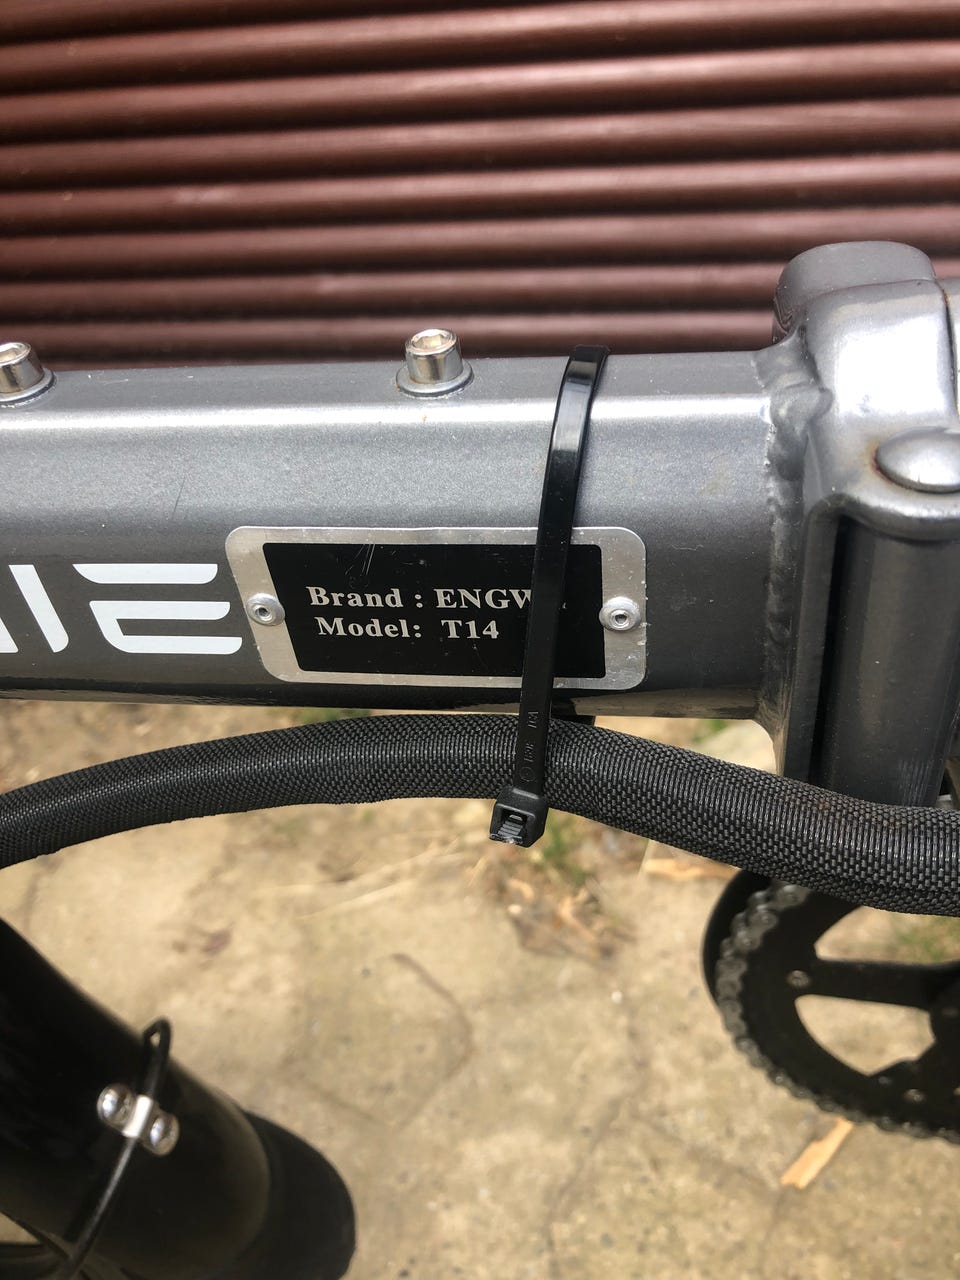 Brand : ENGW
Model: T14